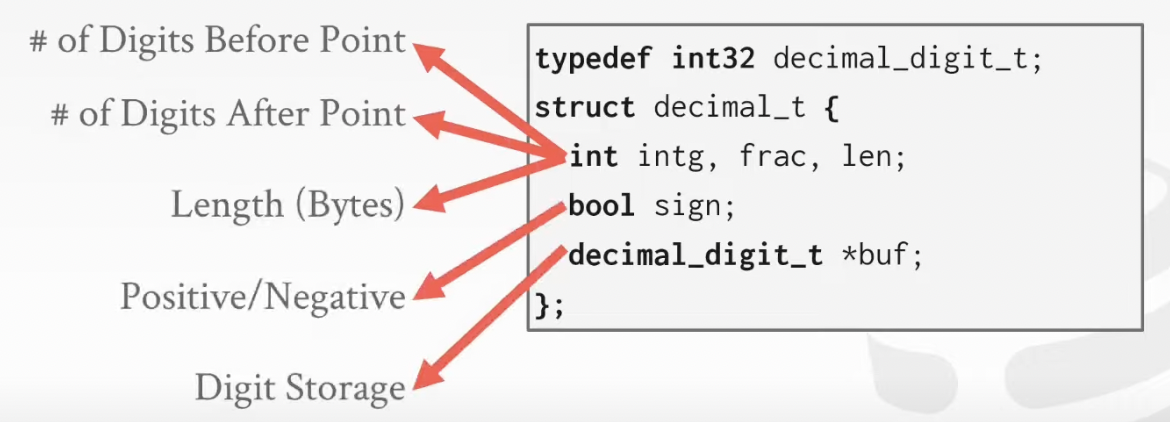 # of Digits Before Point
# of Digits After Point
Length (Bytes)
Positive/Negative
Digit Storage
typedef int32 decimal_digit_t;
struct decimal_t {
int intg, frac, len;
bool sign;
decimal_digit_t *buf;
};